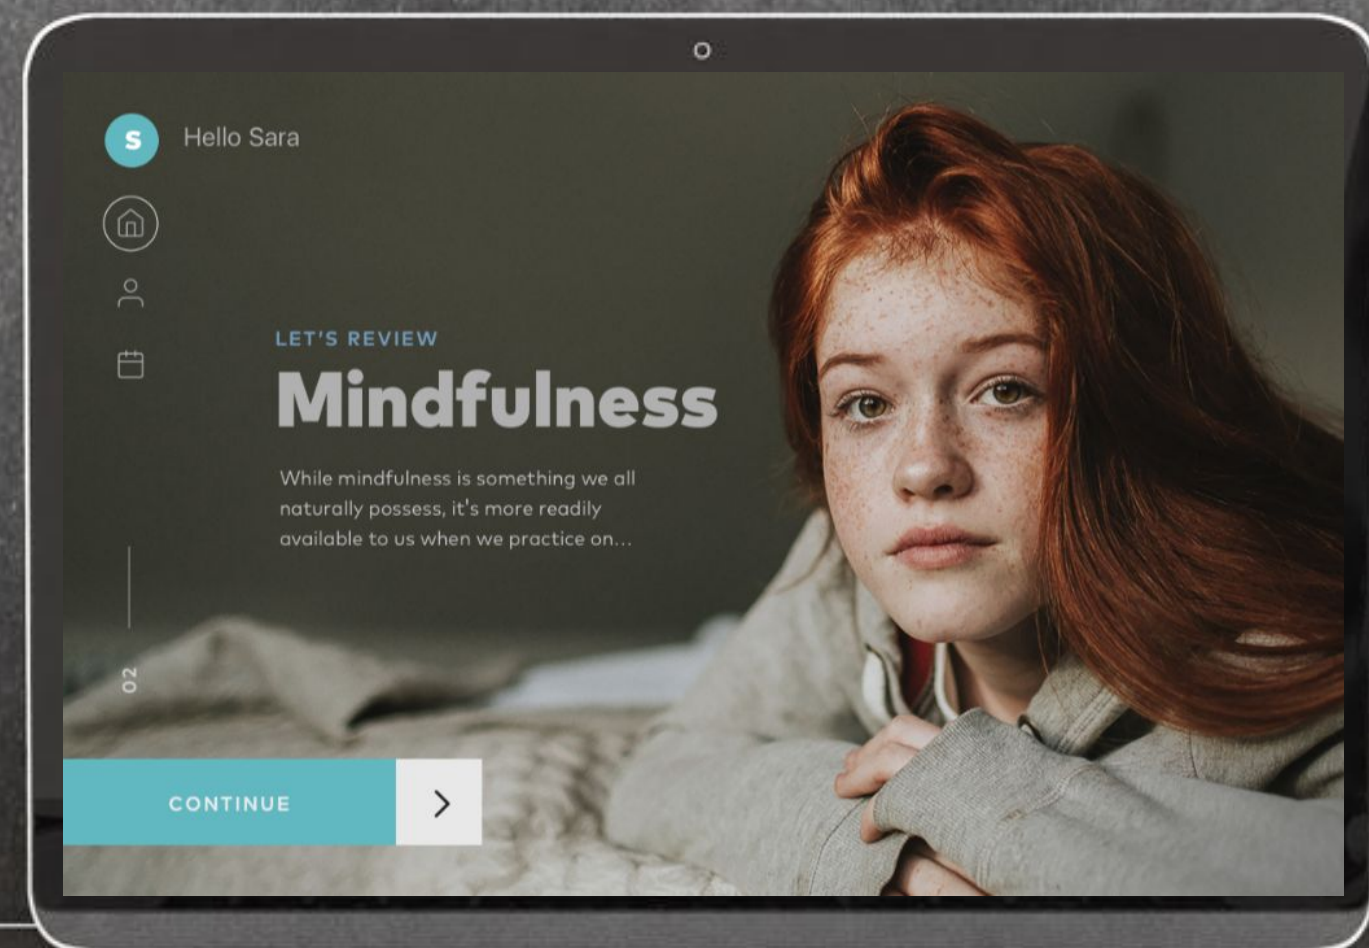 S
Hello Sara
LET'S REVIEW
Mindfulness
While mindfulness is something we all
naturally possess, it's more readily
available to us when we practice on...
02
CONTINUE